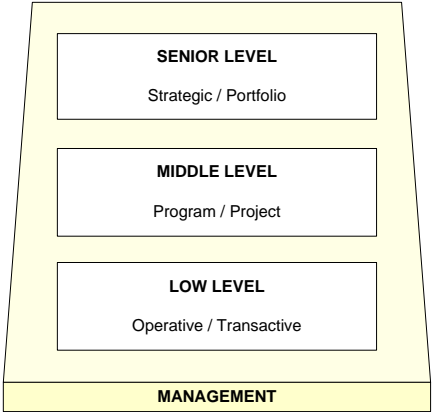 SENIOR LEVEL
Strategic / Portfolio
MIDDLE LEVEL
Program / Project
LOW LEVEL
Operative / Transactive
MANAGEMENT